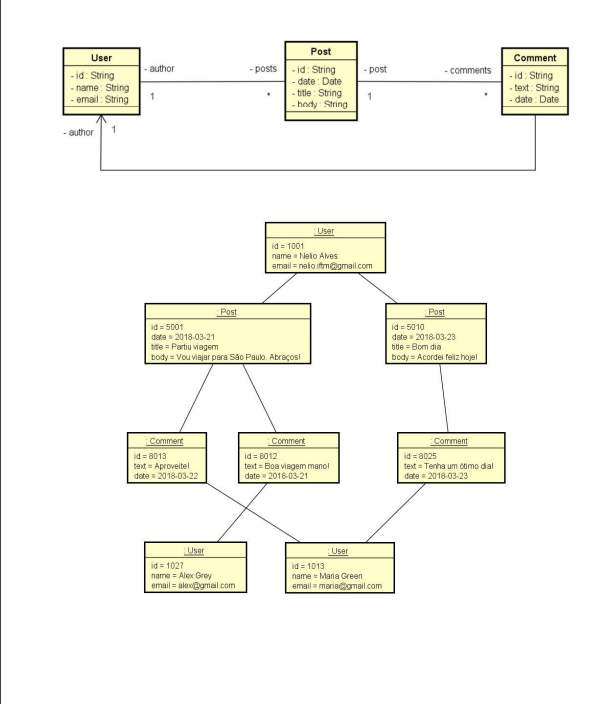 User
- id : String
- name : String
- email : String
- author
1
- posts
*
Post
- id : String
- date : Date
- title : String
- body : String
- post
1
- comments
*
Comment
- id : String
- text : String
- date : Date
- author
1
: User
id = 1001
name = Nelio Alves
email = nelio.iftm@gmail.com
: Post
id = 5001
date = 2018-03-21
title = Partiu viagem
body = Vou viajar para São Paulo. Abraços!
: Post
id = 5010
date = 2018-03-23
title = Bom dia
body = Acordei feliz hoje!
: Comment
id = 8013
text = Aproveite!
date = 2018-03-22
: Comment
id = 8012
text = Boa viagem mano!
date = 2018-03-21
: Comment
id = 8025
text = Tenha um ótimo dia!
date = 2018-03-23
: User
id = 1027
name = Alex Grey
email = alex@gmail.com
: User
id = 1013
name = Maria Green
email = maria@gmail.com